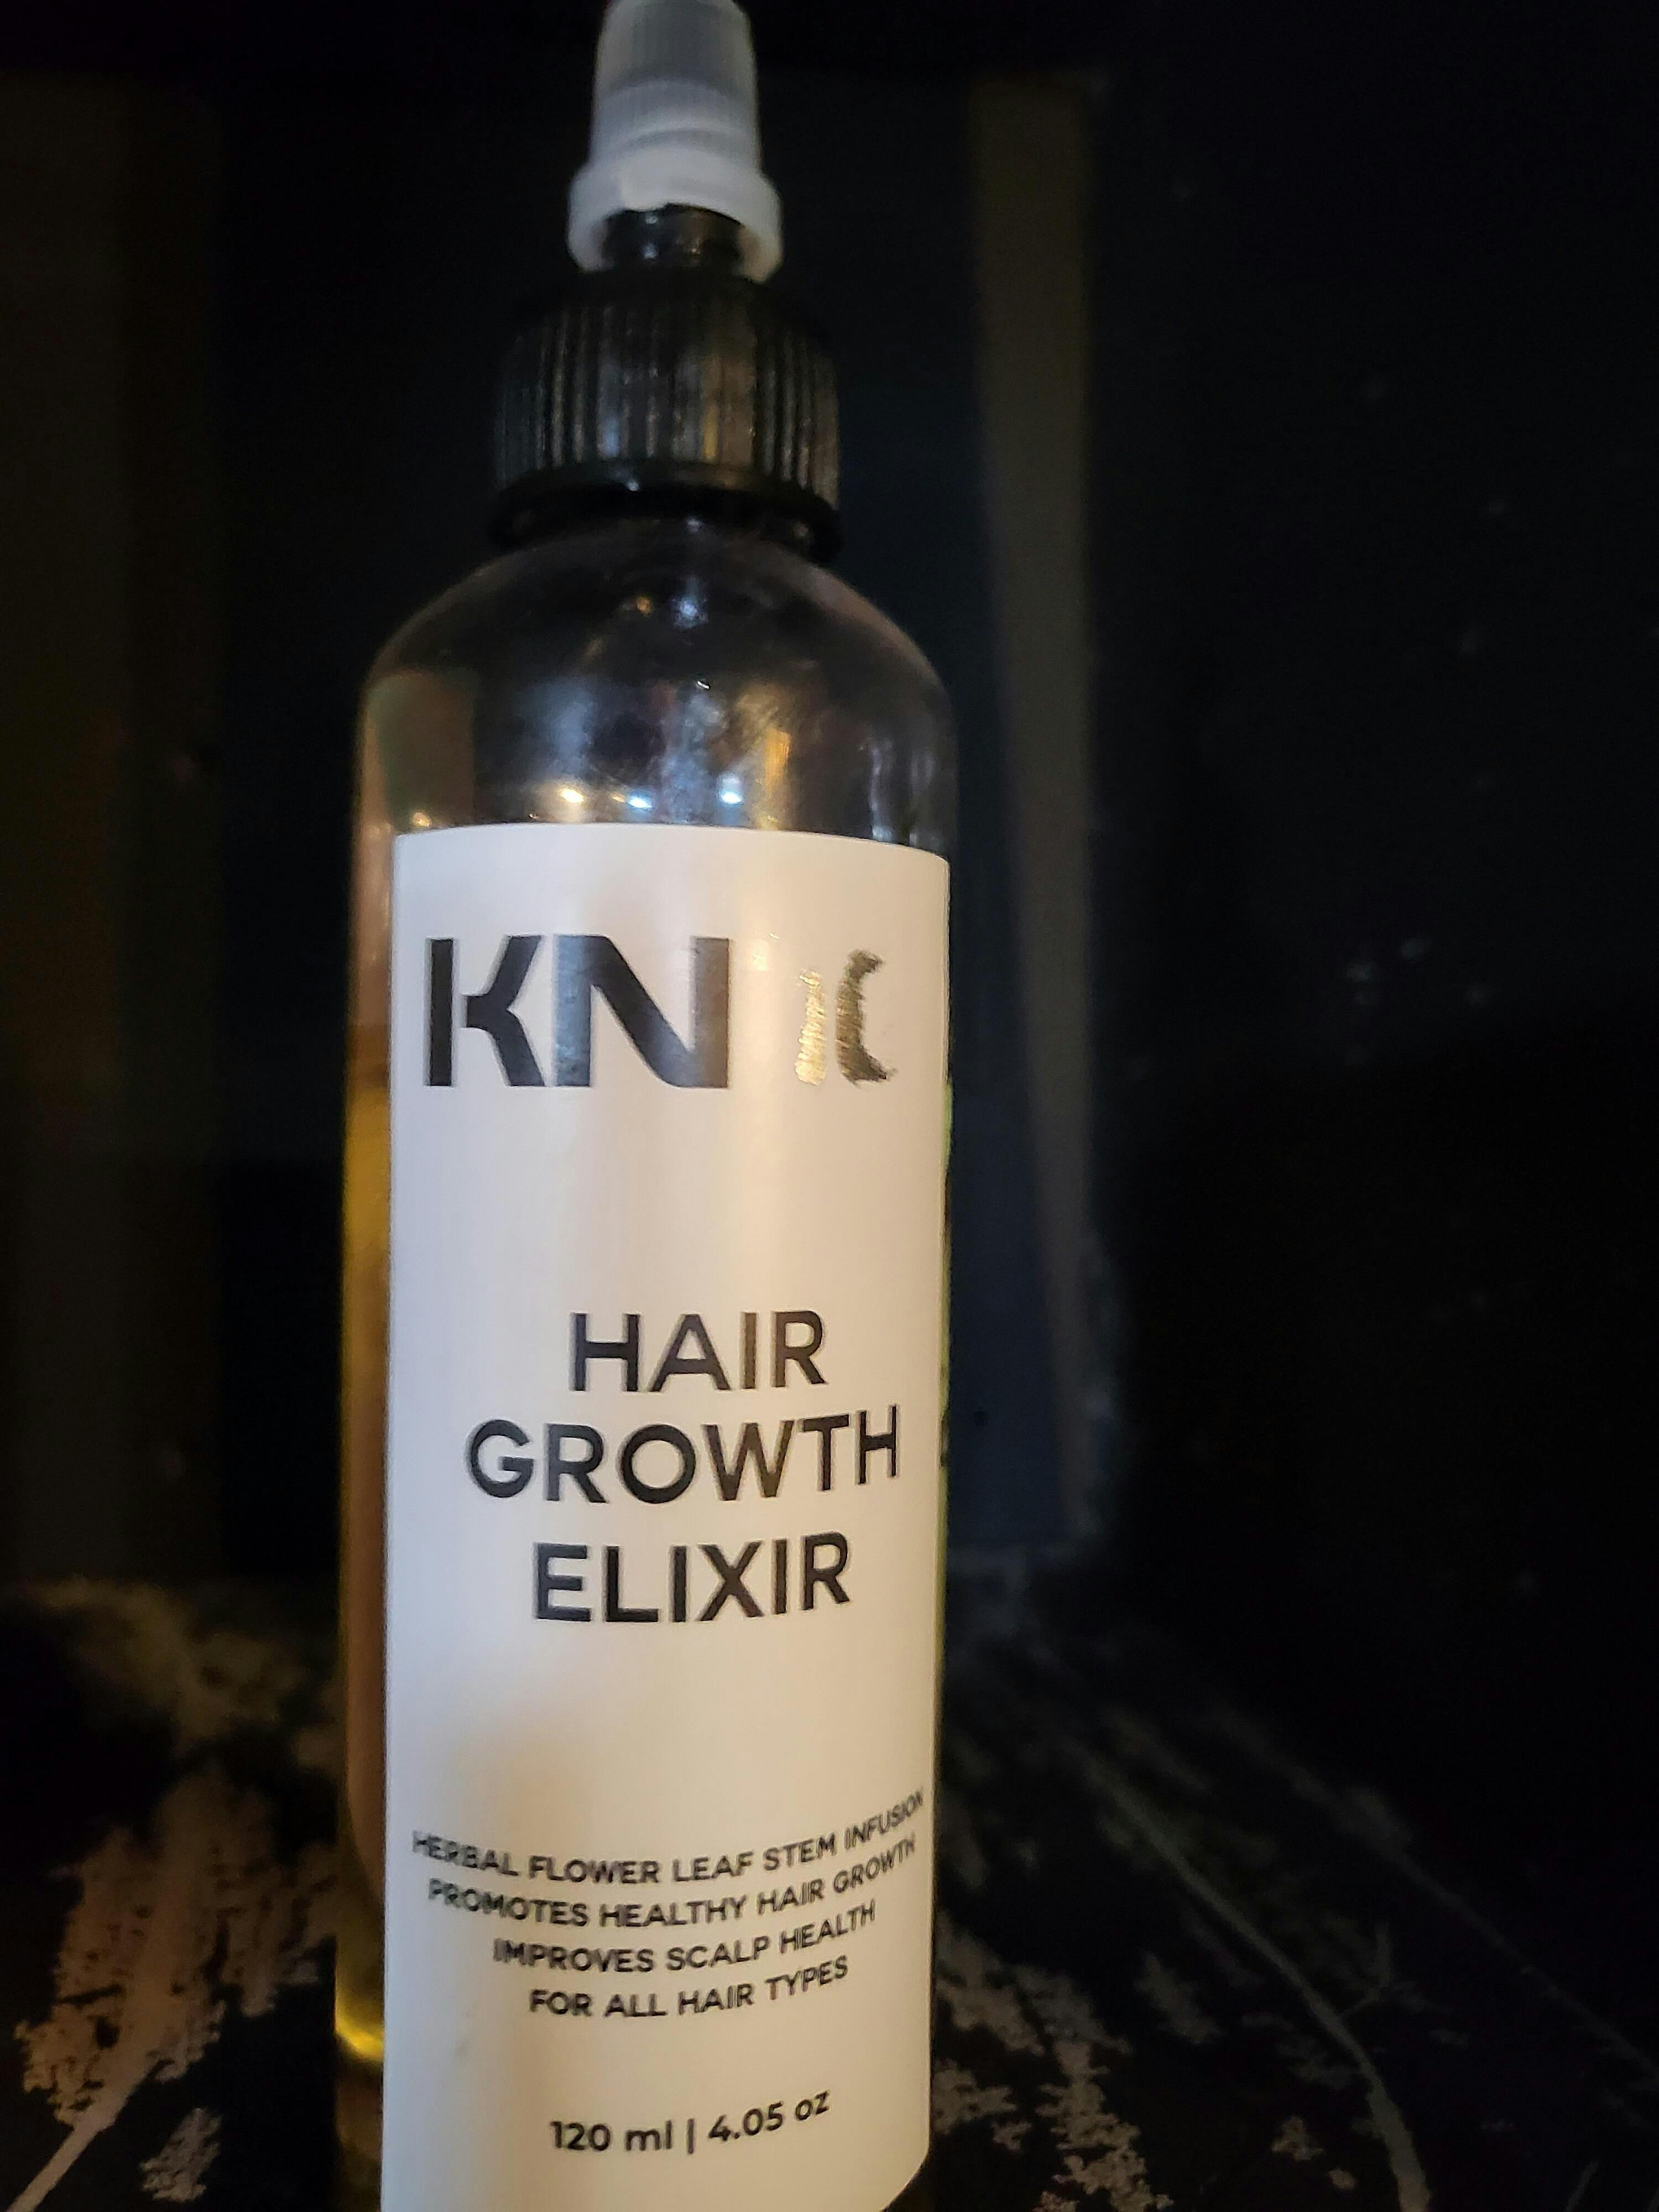 KN
HAIR
GROWTH
ELIXIR
HERBAL FLOWER LEAF STEM INFUSION
PROMOTES HEALTHY HAIR GROWTH
IMPROVES SCALP HEALTH
FOR ALL HAIR TYPES
120 ml | 4.05 oz